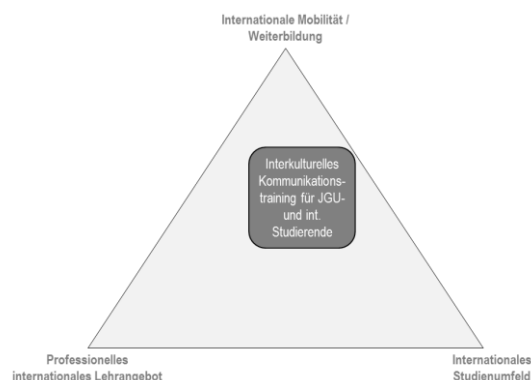 Internationale Mobilität /
Weiterbildung
Interkulturelles
Kommunikations-
training für JGU-
und int.
Studierende
Professionelles
internationales Lehrangebot
Internationales
Studienumfeld